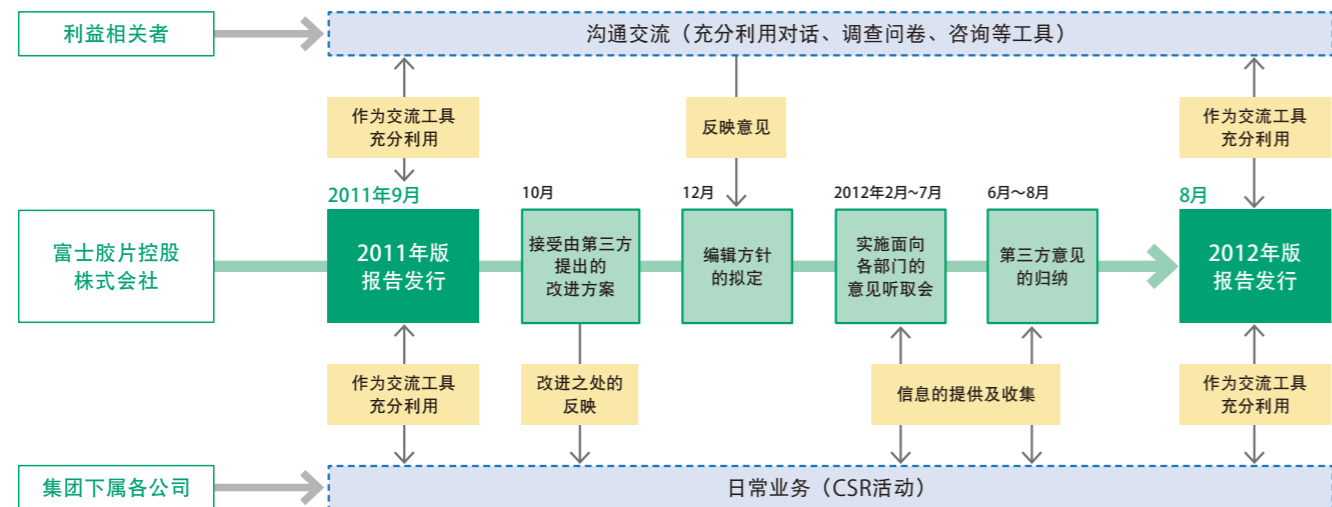 利益相关者
沟通交流（充分利用对话、调查问卷、咨询等工具）
作为交流工具
充分利用
反映意见
作为交流工具
充分利用
2011年9月
10月
12月
2012年2月~7月
6月～8月
8月
富士胶片控股
株式会社
2011年版
报告发行
接受由第三方
提出的
改进方案
编辑方针
的拟定
实施面向
各部门的
意见听取会
第三方意见
的归纳
2012年版
报告发行
作为交流工具
充分利用
改进之处的
反映
信息的提供及收集
作为交流工具
充分利用
集团下属各公司
日常业务（CSR活动）